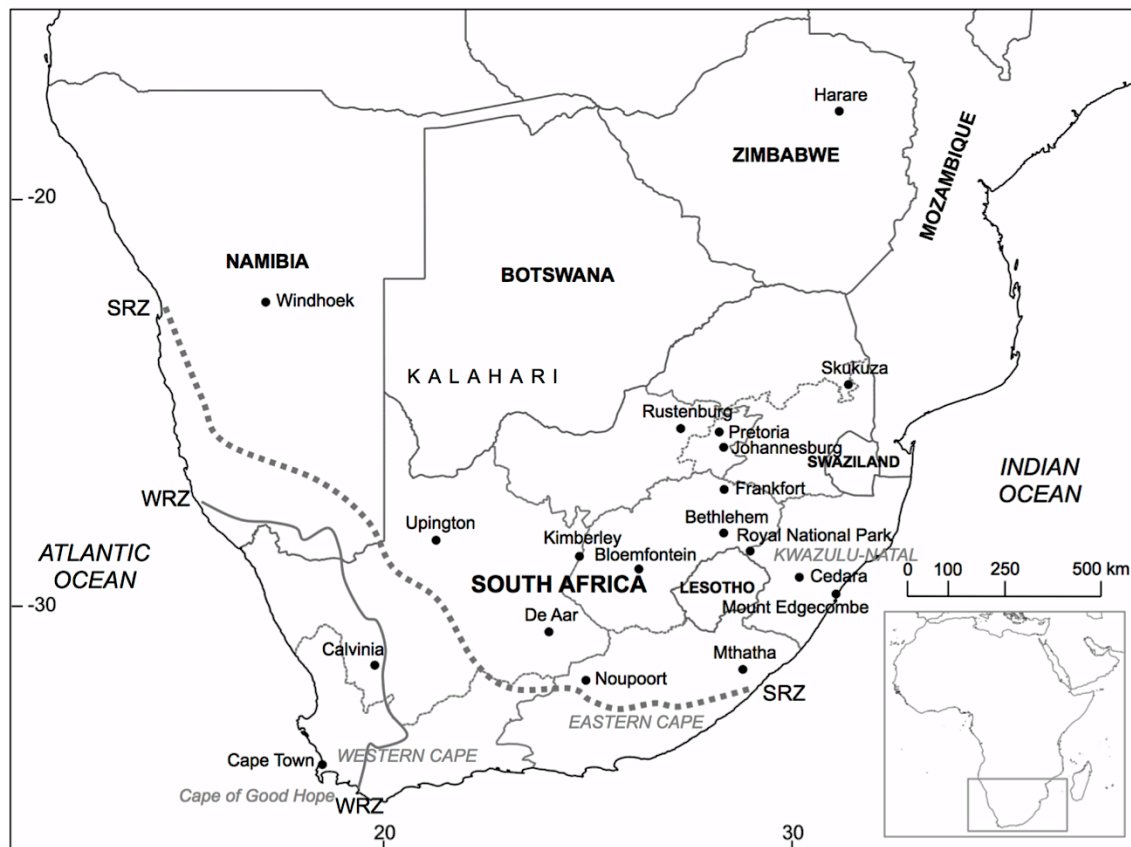 Harare
ZIMBABWE
MOZAMBIQUE
-20
NAMIBIA
BOTSWANA
Windhoek
SRZ
KALAHARI
Skukuza
Rustenburg
Pretoria
Johannesburg
SWAZILAND
INDIAN
OCEAN
WRZ
Frankfort
Upington
Bethlehem
Kimberley
Royal National Park
Bloemfontein
KWAZULU-NATAL
ATLANTIC
OCEAN
SOUTH AFRICA
LESOTHO
Cedara
0 100 250 500 km
-30
De Aar
Mount Edgecombe
Calvinia
Mthatha
Noupoort
SRZ
EASTERN CAPE
WESTERN CAPE
Cape Town
Cape of Good Hope
WRZ
20
30